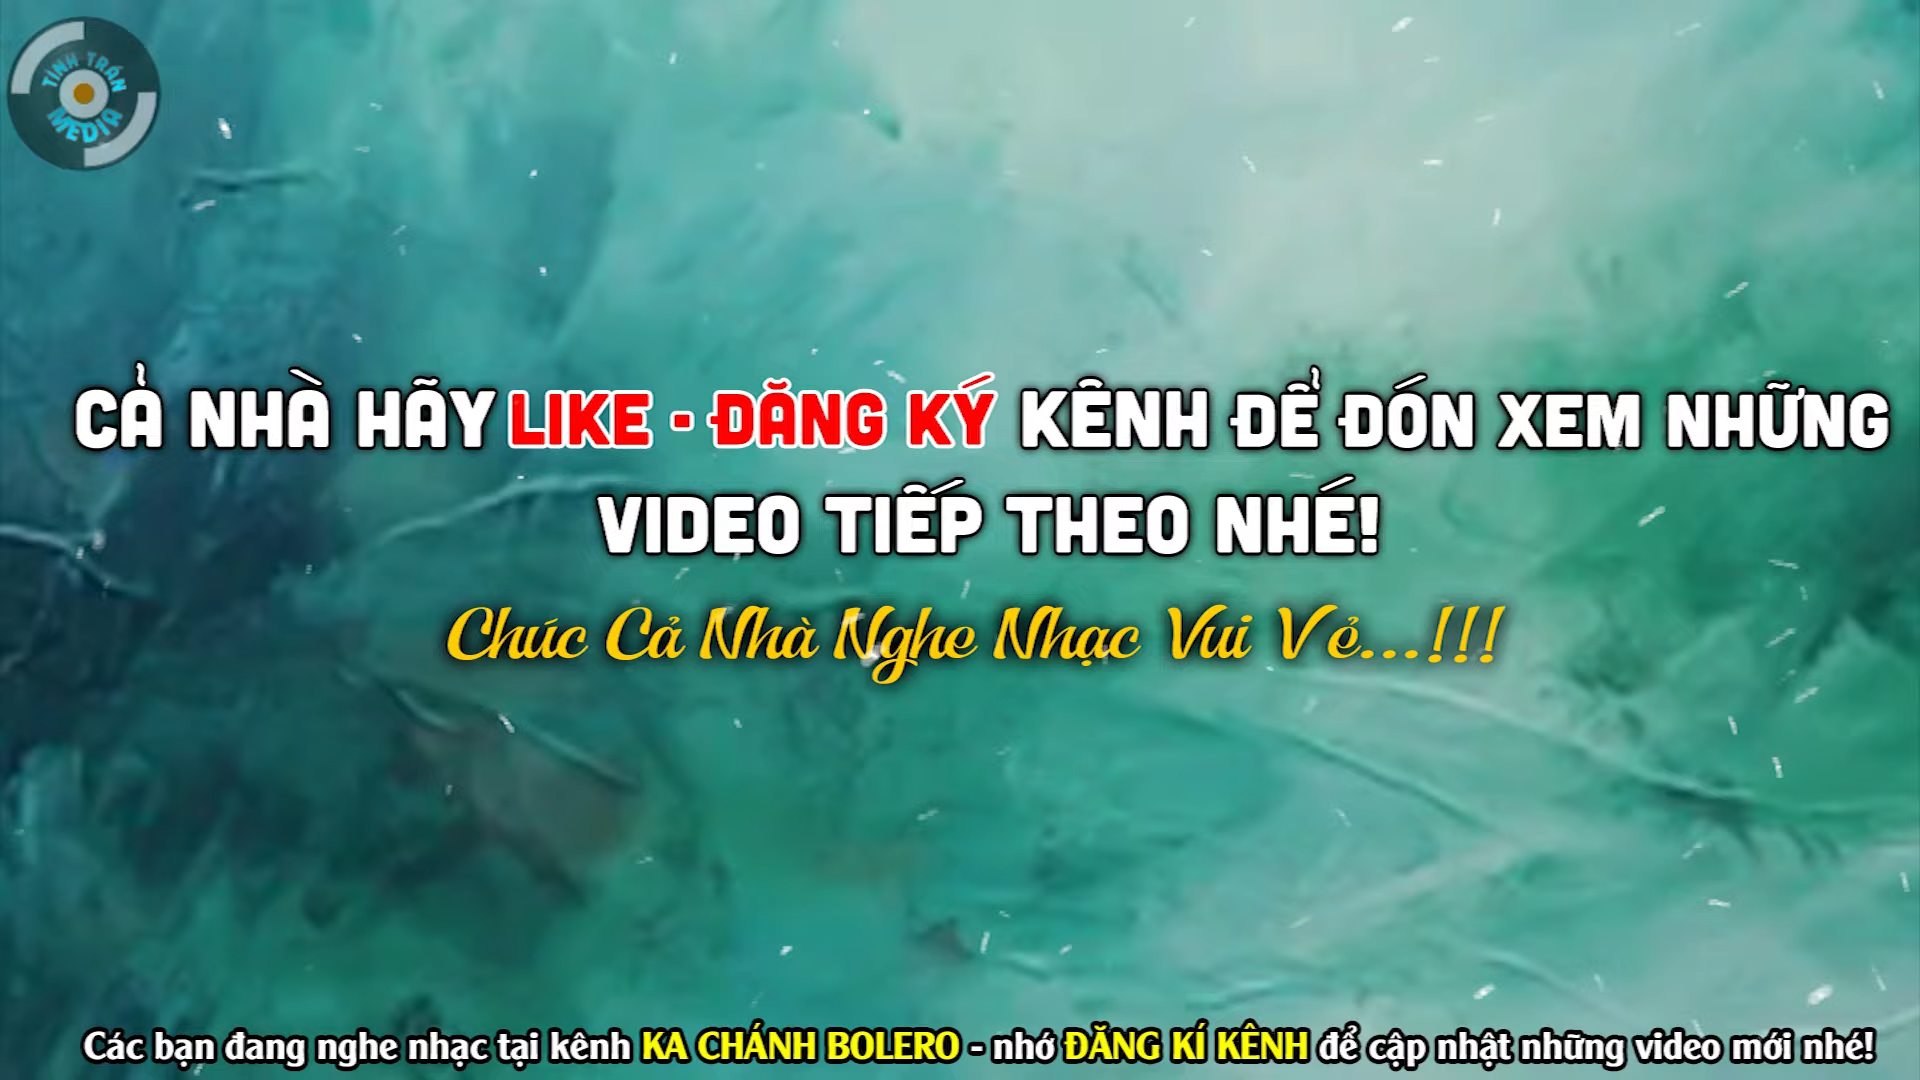 TÌNH TRẦN
MEDIA
CẢ NHÀ HÃY LIKE - ĐĂNG KÝ KÊNH ĐỂ ĐÓN XEM NHỮNG
VIDEO TIẾP THEO NHÉ!
Chúc Cả Nhà Nghe Nhạc Vui Vẻ...!!!
Các bạn đang nghe nhạc tại kênh KA CHÁNH BOLERO - nhớ ĐĂNG KÍ KÊNH để cập nhật những video mới nhé!